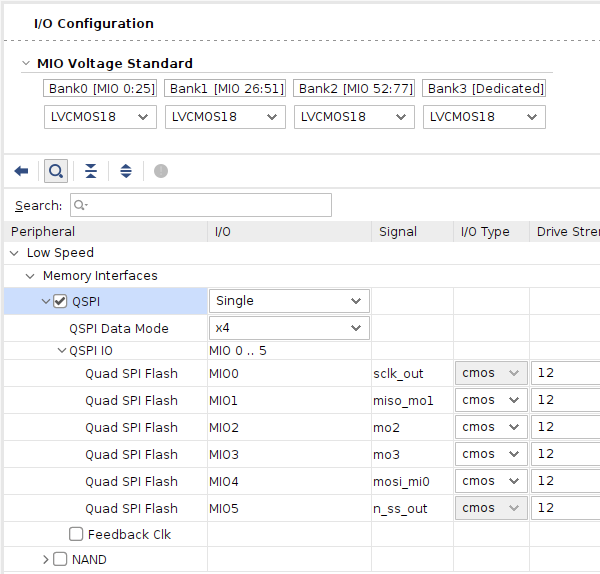 I/O Configuration
MIO Voltage Standard
Bank0 [MIO 0:25] Bank1 [MIO 26:51] Bank2 [MIO 52:77] Bank3 [Dedicated]
LVCMOS18 LVCMOS18 LVCMOS18 LVCMOS18
Search:
Peripheral I/O Signal I/O Type Drive Stren
Low Speed
Memory Interfaces
QSPI Single
QSPI Data Mode x4
QSPI IO MIO 0 .. 5
Quad SPI Flash MIO0 sclk_out cmos 12
Quad SPI Flash MIO1 miso_mo1 cmos 12
Quad SPI Flash MIO2 mo2 cmos 12
Quad SPI Flash MIO3 mo3 cmos 12
Quad SPI Flash MIO4 mosi_mi0 cmos 12
Quad SPI Flash MIO5 n_ss_out cmos 12
Feedback Clk
NAND